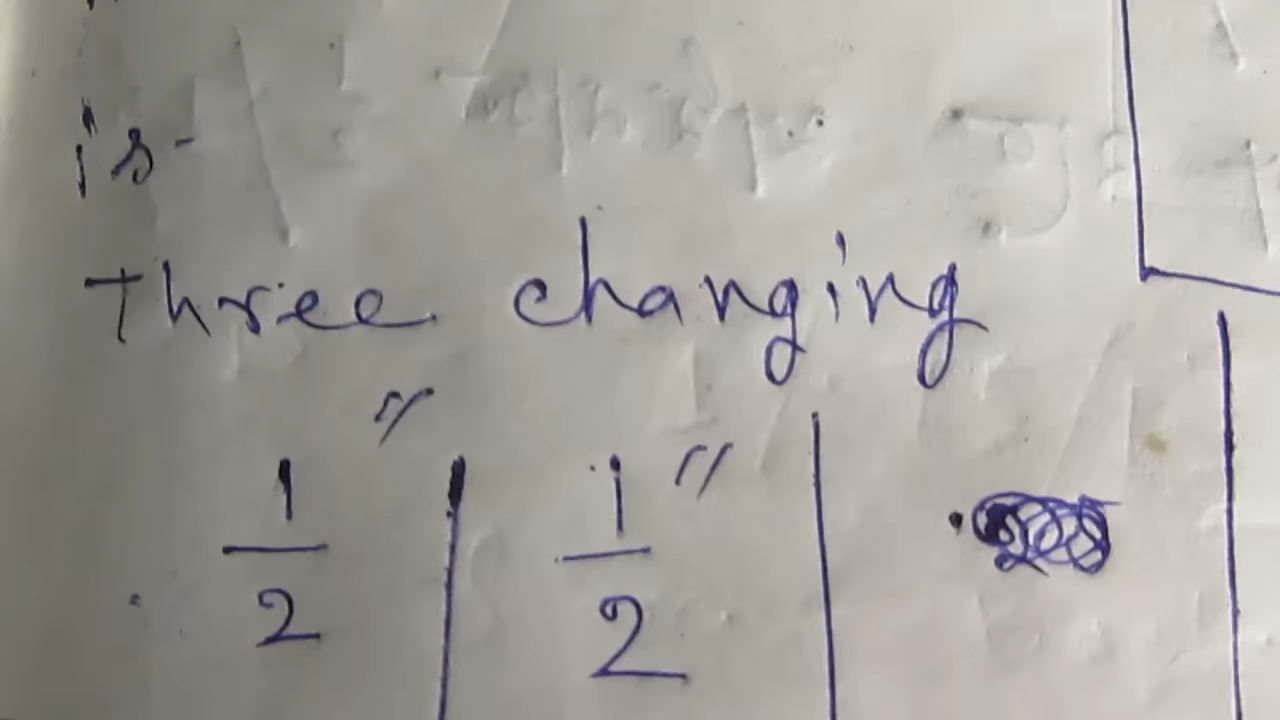 is-
Three changing
1/2" | 1/2" |